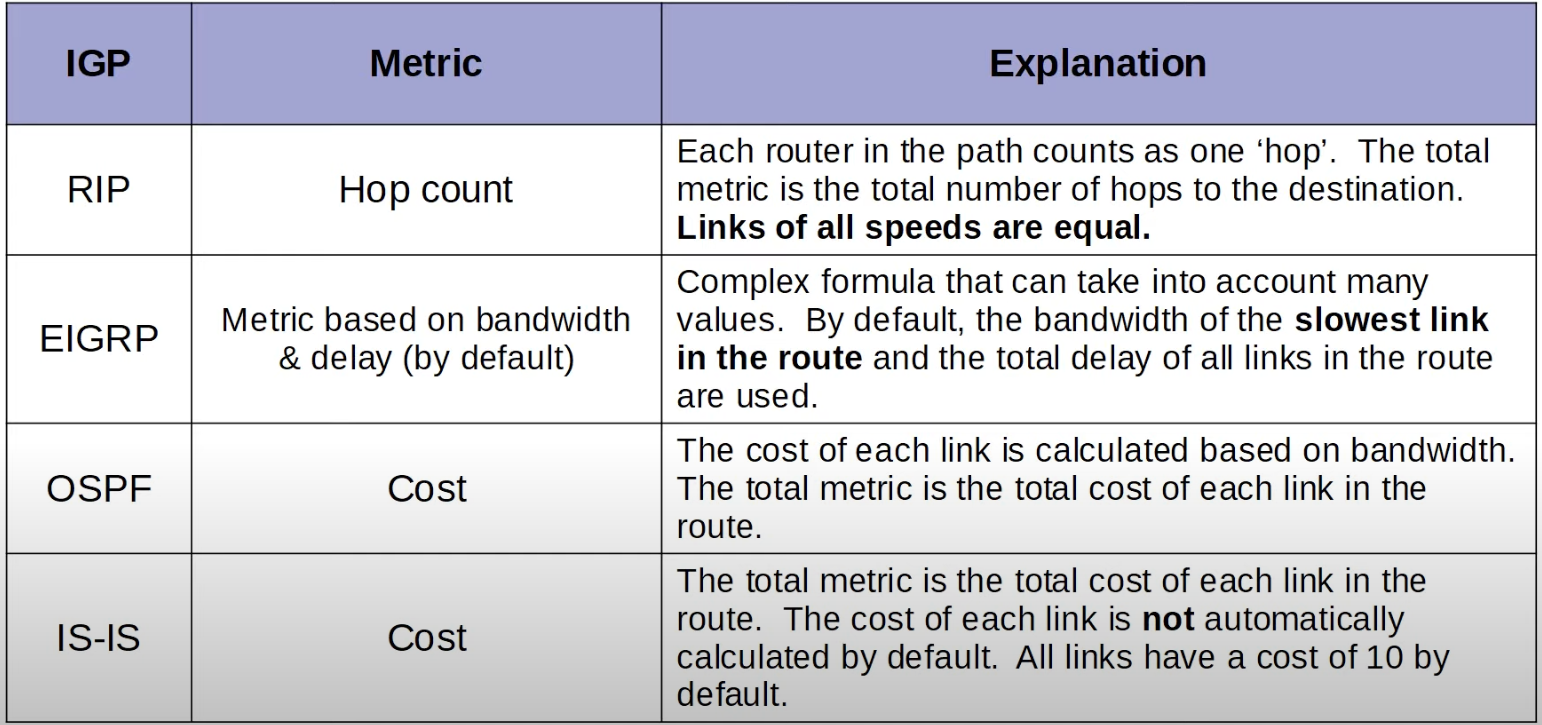 IGP
Metric
Explanation
RIP
Hop count
Each router in the path counts as one ‘hop’.  The total
metric is the total number of hops to the destination.
Links of all speeds are equal.
EIGRP
Metric based on bandwidth
& delay (by default)
Complex formula that can take into account many
values.  By default, the bandwidth of the slowest link
in the route and the total delay of all links in the route
are used.
OSPF
Cost
The cost of each link is calculated based on bandwidth.
The total metric is the total cost of each link in the
route.
IS-IS
Cost
The total metric is the total cost of each link in the
route.  The cost of each link is not automatically
calculated by default.  All links have a cost of 10 by
default.